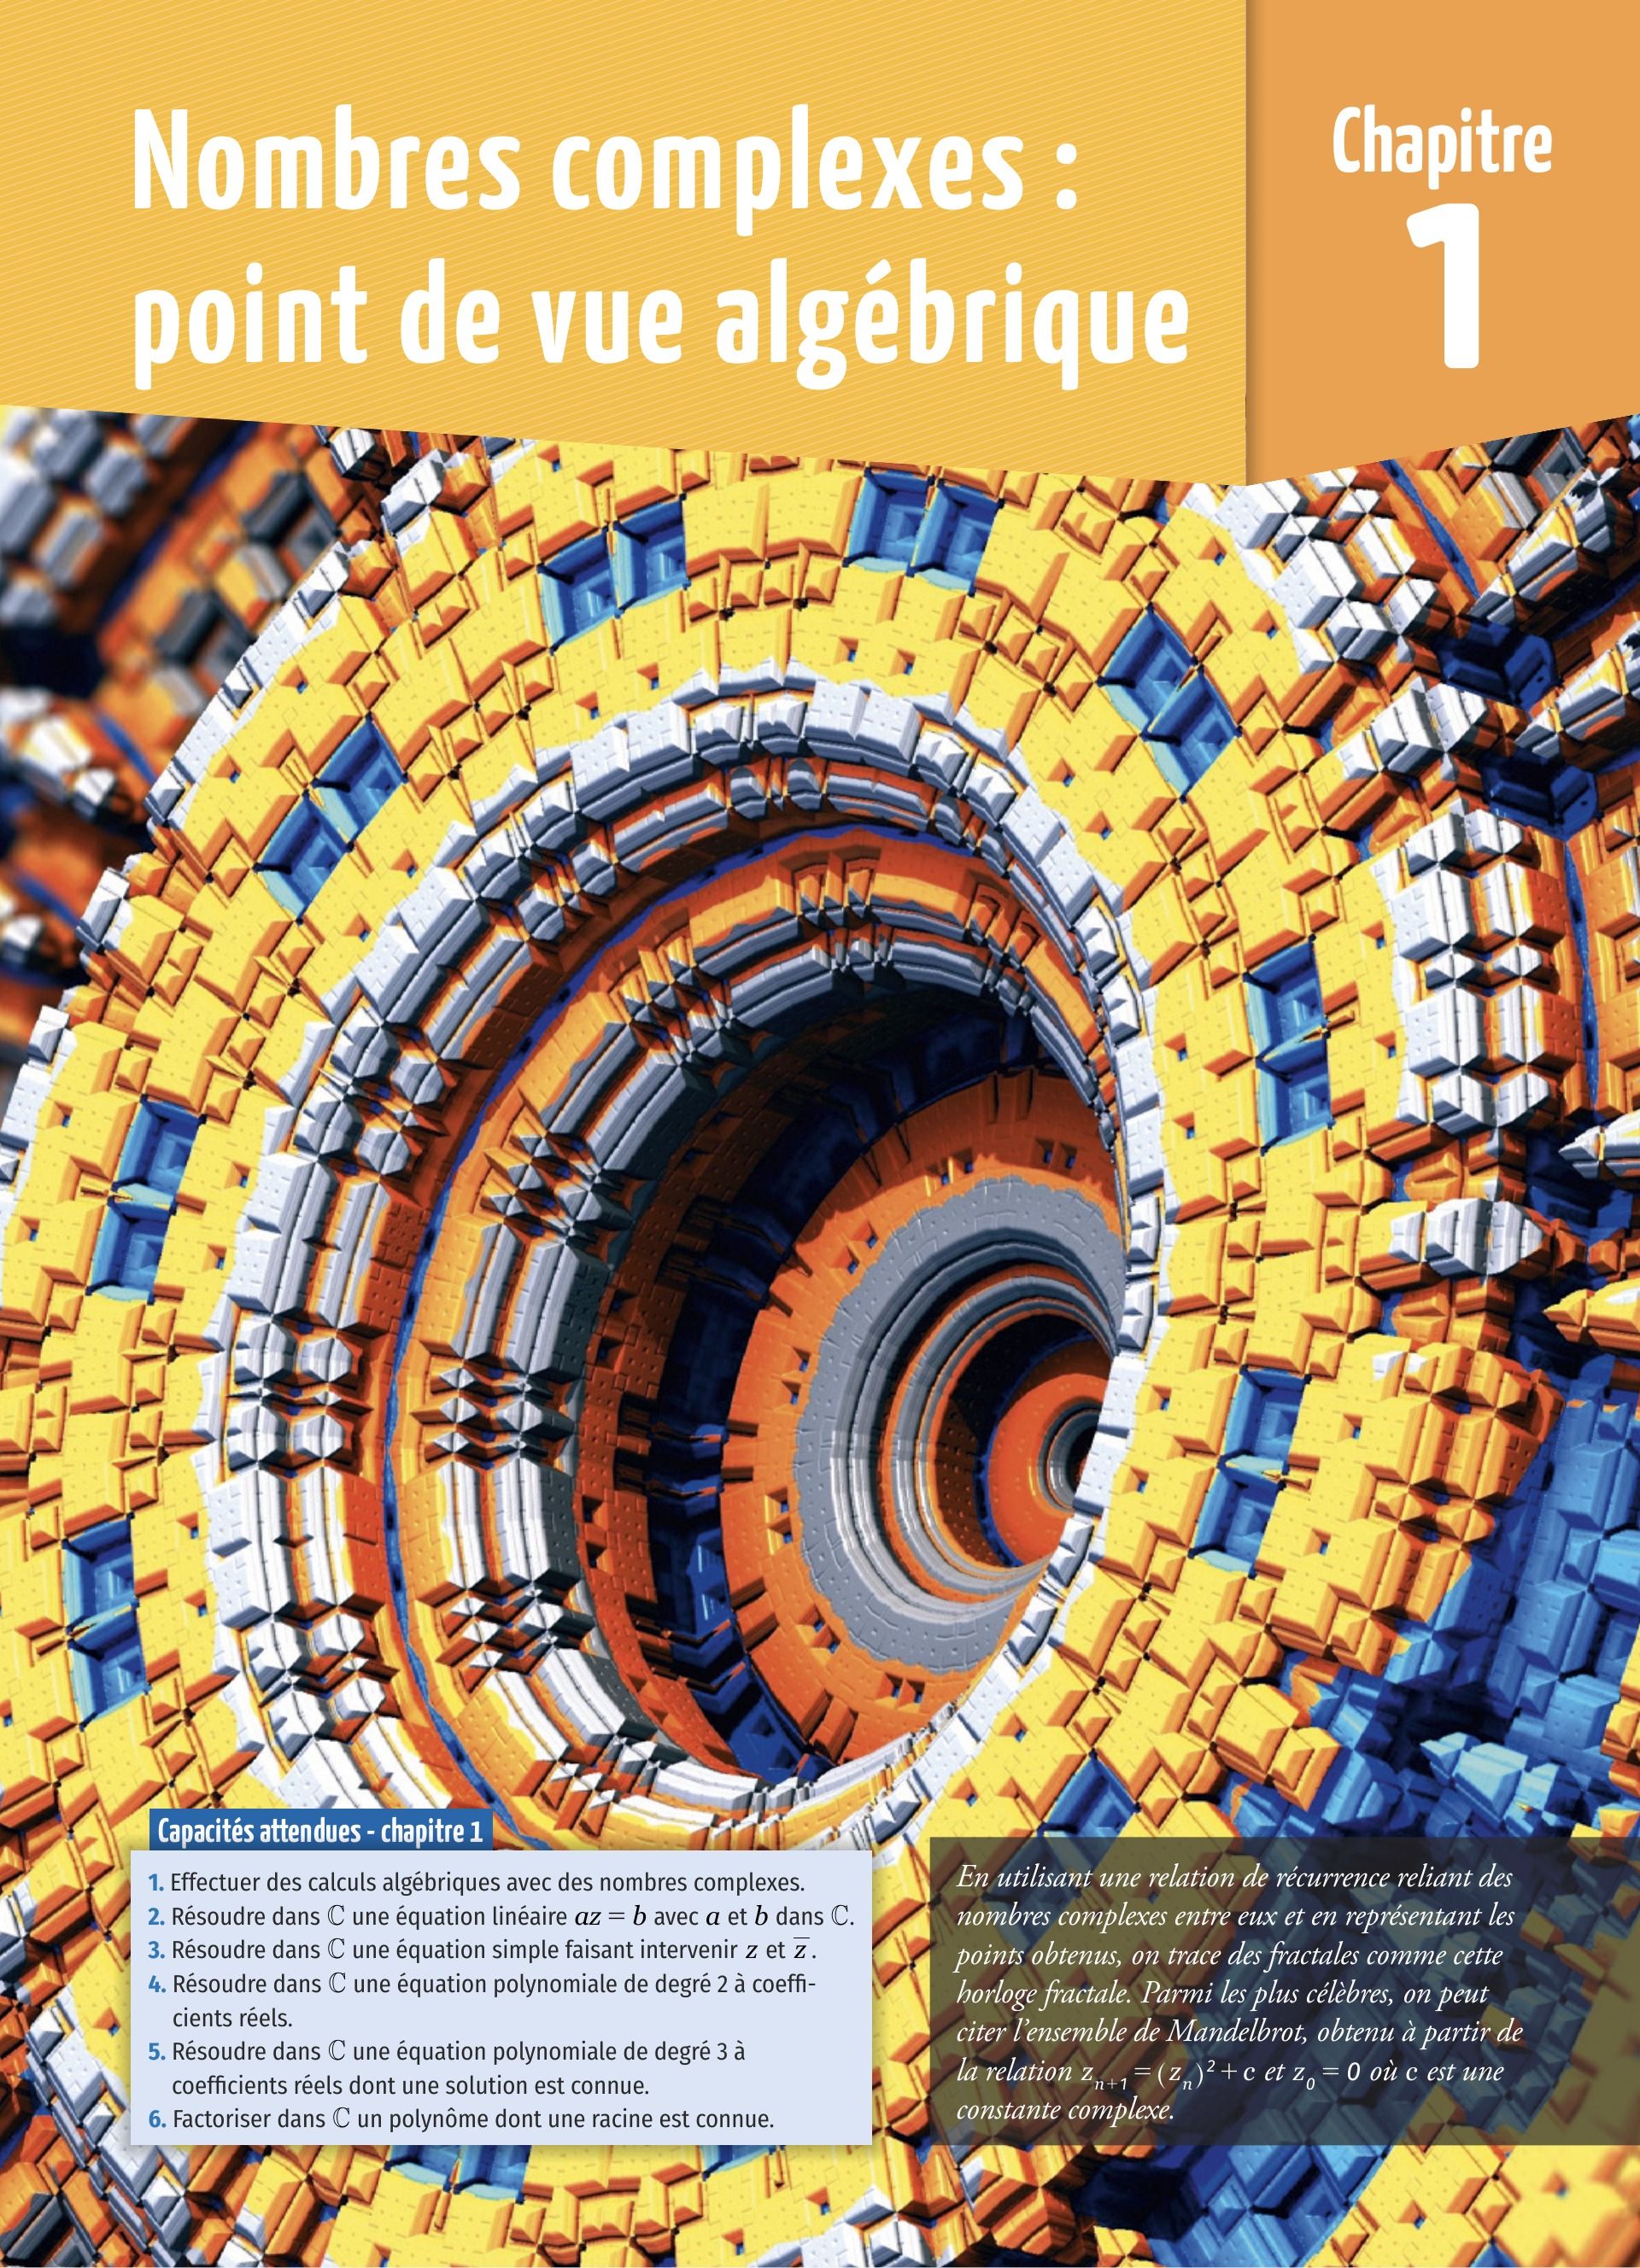 Nombres complexes :
point de vue algébrique
Chapitre
1
Capacités attendues - chapitre 1
1. Effectuer des calculs algébriques avec des nombres complexes.
2. Résoudre dans ℂ une équation linéaire az = b avec a et b dans ℂ.
3. Résoudre dans ℂ une équation simple faisant intervenir z et z̅.
4. Résoudre dans ℂ une équation polynomiale de degré 2 à coeffi-
cients réels.
5. Résoudre dans ℂ une équation polynomiale de degré 3 à
coefficients réels dont une solution est connue.
6. Factoriser dans ℂ un polynôme dont une racine est connue.
En utilisant une relation de récurrence reliant des
nombres complexes entre eux et en représentant les
points obtenus, on trace des fractales comme cette
horloge fractale. Parmi les plus célèbres, on peut
citer l'ensemble de Mandelbrot, obtenu à partir de
la relation zₙ₊₁ = (zₙ)² + c et z₀ = 0 où c est une
constante complexe.